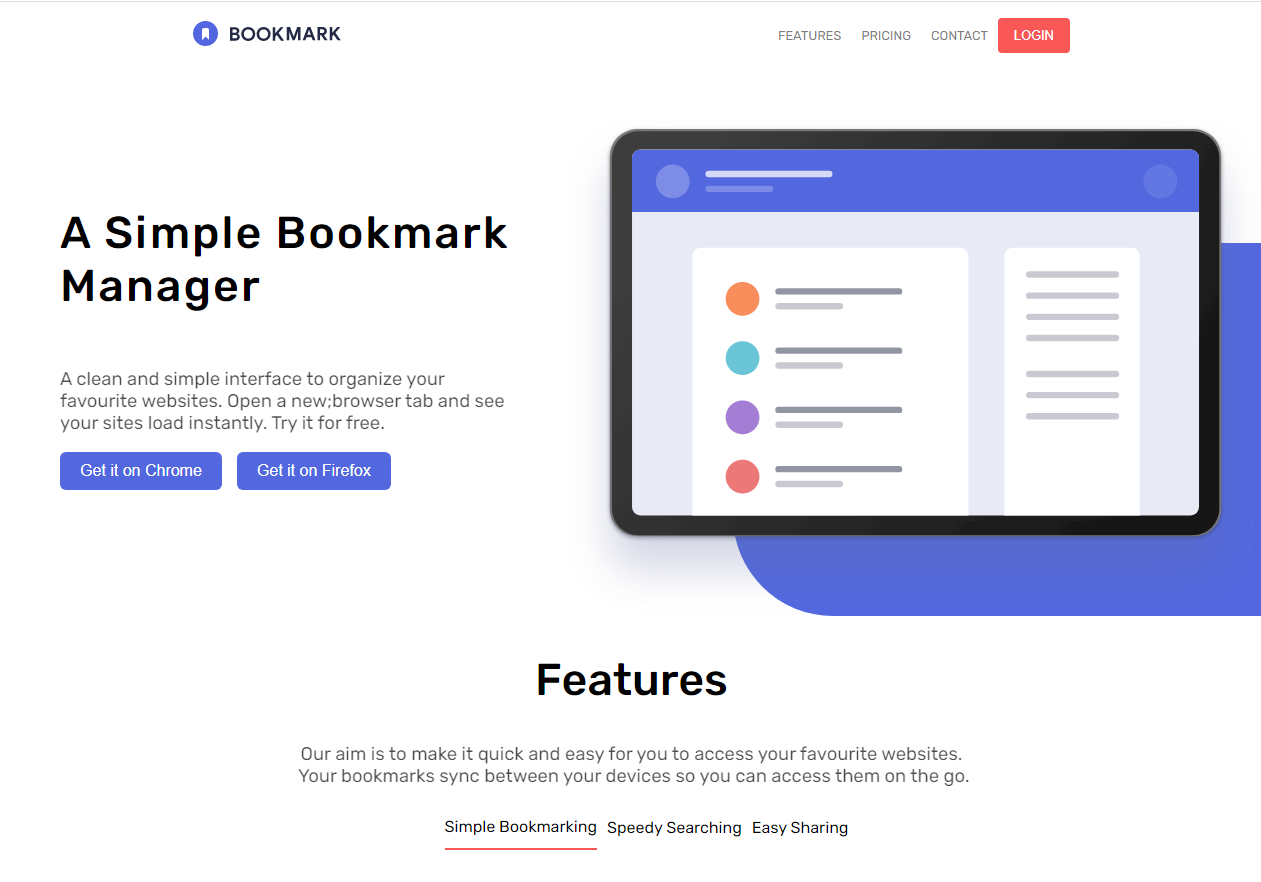 BOOKMARK
FEATURES PRICING CONTACT LOGIN
A Simple Bookmark
Manager
A clean and simple interface to organize your
favourite websites. Open a new;browser tab and see
your sites load instantly. Try it for free.
Get it on Chrome Get it on Firefox
Features
Our aim is to make it quick and easy for you to access your favourite websites.
Your bookmarks sync between your devices so you can access them on the go.
Simple Bookmarking Speedy Searching Easy Sharing